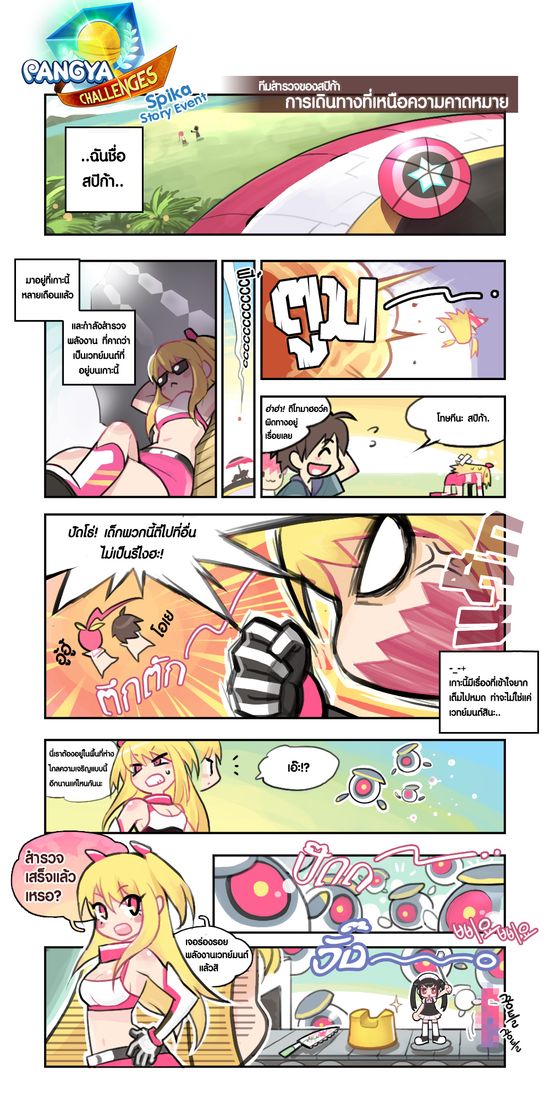 PANGYA
CHALLENGES
Spika
Story Event
ทีมสำรวจของสปิก้า
การเดินทางที่เหนือความคาดหมาย
..ฉันชื่อ
สปิก้า..
มาอยู่ที่เกาะนี้
หลายเดือนแล้ว
และกำลังสำรวจ
พลังงาน ที่คาดว่า
เป็นเวทย์มนต์ที่
อยู่บนเกาะนี้
ตูม
ฮ่าฮ่า! ตีโทมาฮอว์ค
ผิดทางอยู่
เรื่อยเลย
โทษทีนะ สปิก้า.
ปัดโธ่! เด็กพวกนี้ตีไปที่อื่น
ไม่เป็นรึไงฮะ!
โอเย
ตึกตัก
-_-+
เกาะนี้มีเรื่องที่เข้าใจยาก
เต็มไปหมด ท่าจะไม่ใช่แค่
เวทย์มนต์สินะ..
นี่เราต้องอยู่ในพื้นที่ห่าง
ไกลความเจริญแบบนี้
อีกนานแค่ไหนกันนะ
เอ๊ะ!?
สำรวจ
เสร็จแล้ว
เหรอ?
เจอร่องรอย
พลังงานเวทย์มนต์
แล้วสิ